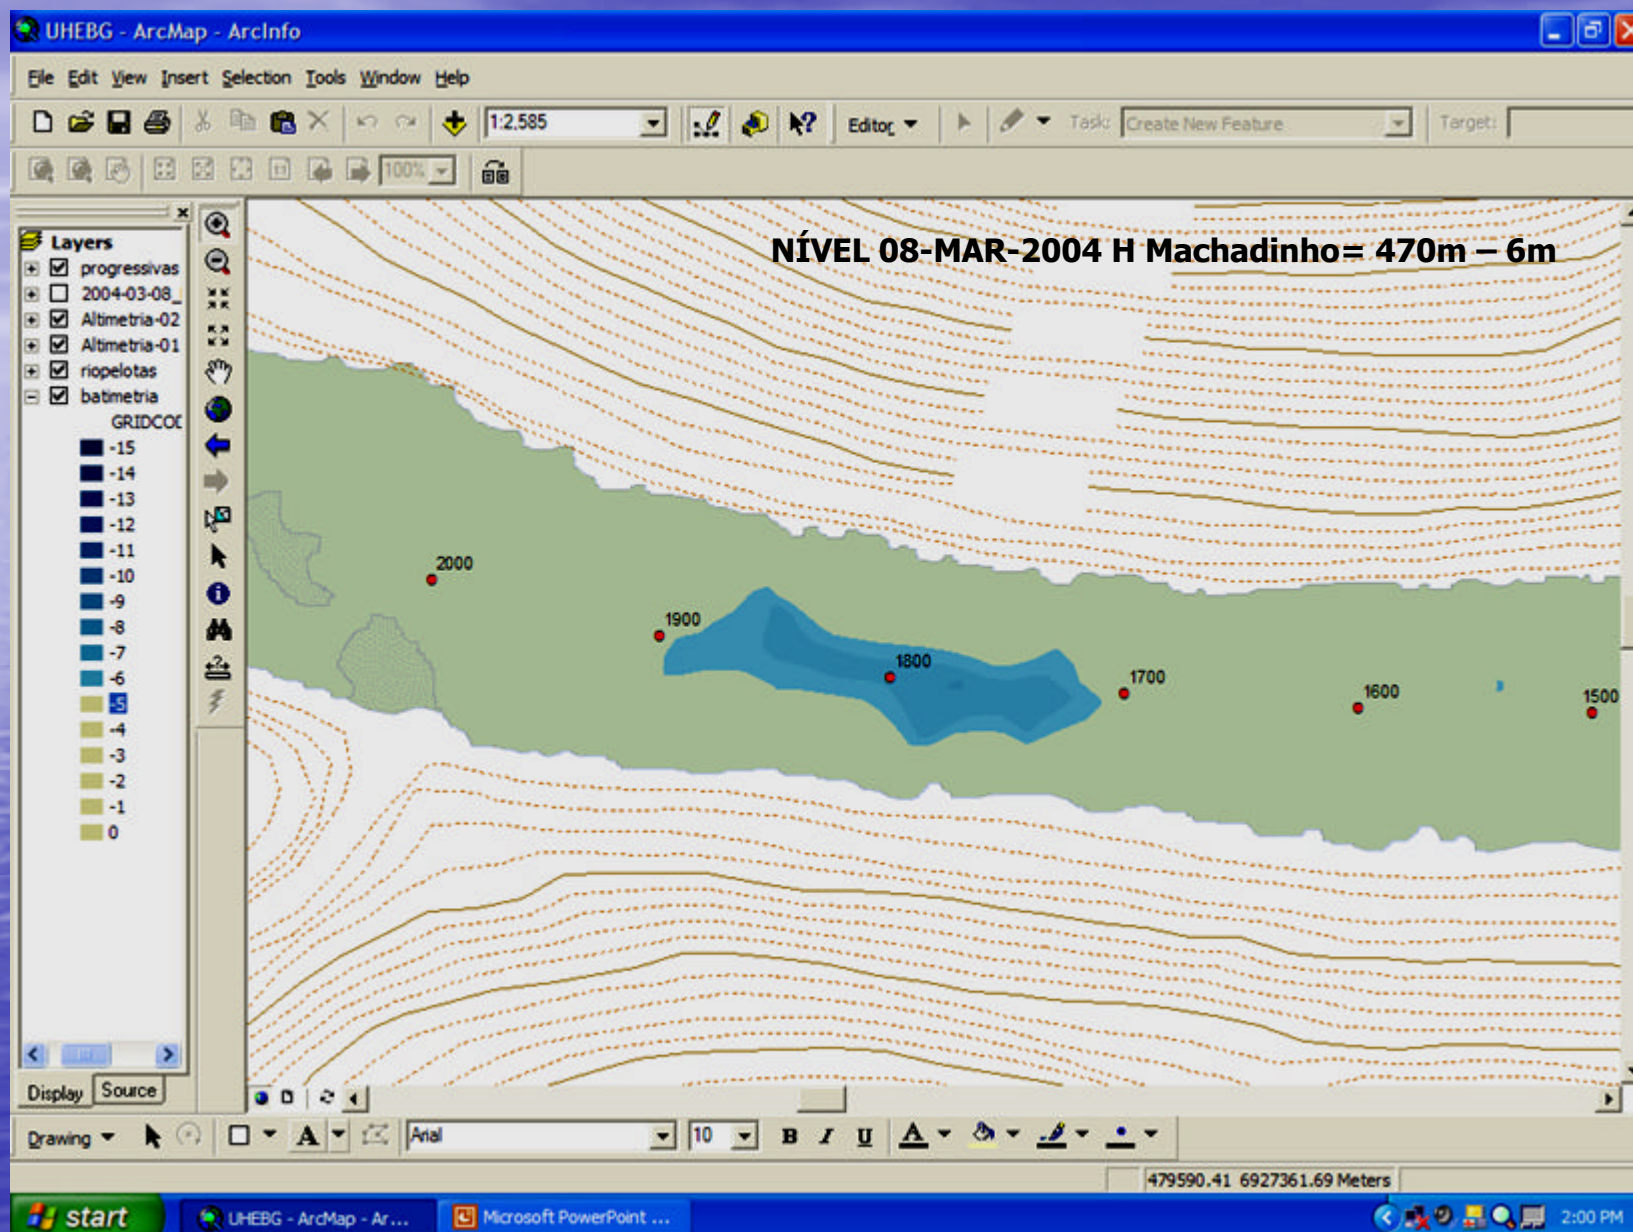 UHEBG - ArcMap - ArcInfo
File Edit View Insert Selection Tools Window Help
1:2,585
Editor
Task: Create New Feature
Target:
100%
Layers
progressivas
2004-03-08_
Altimetria-02
Altimetria-01
riopelotas
batimetria
GRIDCOD
-15
-14
-13
-12
-11
-10
-9
-8
-7
-6
-5
-4
-3
-2
-1
0
NÍVEL 08-MAR-2004 H Machadinho= 470m – 6m
2000
1900
1800
1700
1600
1500
Display Source
Drawing
A
Arial
10
B I U A
479590.41 6927361.69 Meters
start
UHEBG - ArcMap - Ar...
Microsoft PowerPoint ...
2:00 PM